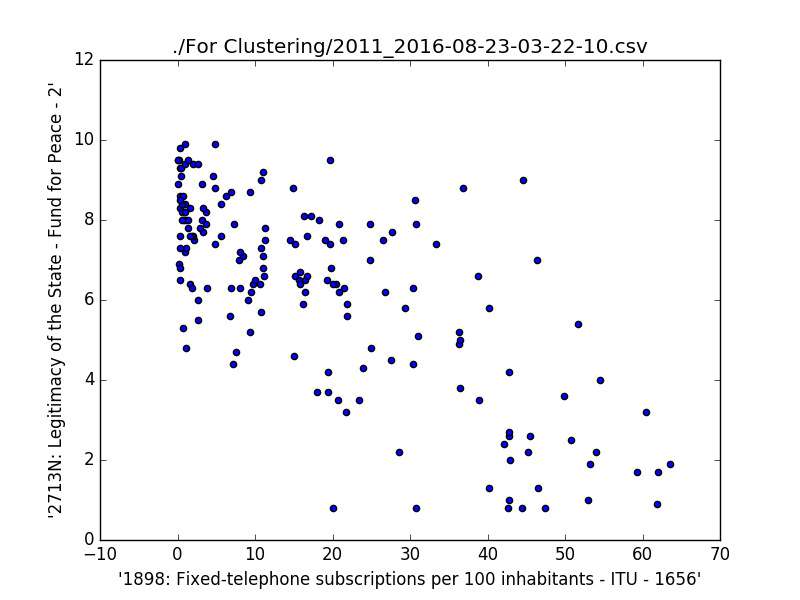 ./For Clustering/2011_2016-08-23-03-22-10.csv
12
10
8
6
4
2
0
'2713N: Legitimacy of the State - Fund for Peace - 2'
−10 0 10 20 30 40 50 60 70
'1898: Fixed-telephone subscriptions per 100 inhabitants - ITU - 1656'